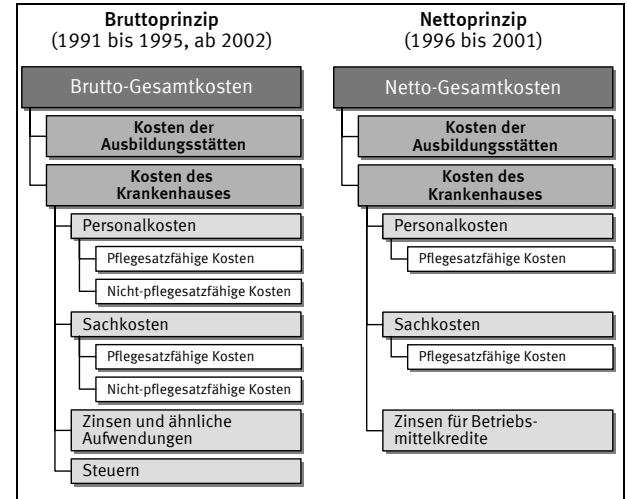 Bruttoprinzip
(1991 bis 1995, ab 2002)
Brutto-Gesamtkosten
Kosten der
Ausbildungsstätten
Kosten des
Krankenhauses
Personalkosten
Pflegesatzfähige Kosten
Nicht-pflegesatzfähige Kosten
Sachkosten
Pflegesatzfähige Kosten
Nicht-pflegesatzfähige Kosten
Zinsen und ähnliche
Aufwendungen
Steuern
Nettoprinzip
(1996 bis 2001)
Netto-Gesamtkosten
Kosten der
Ausbildungsstätten
Kosten des
Krankenhauses
Personalkosten
Pflegesatzfähige Kosten
Sachkosten
Pflegesatzfähige Kosten
Zinsen für Betriebs-
mittelkredite